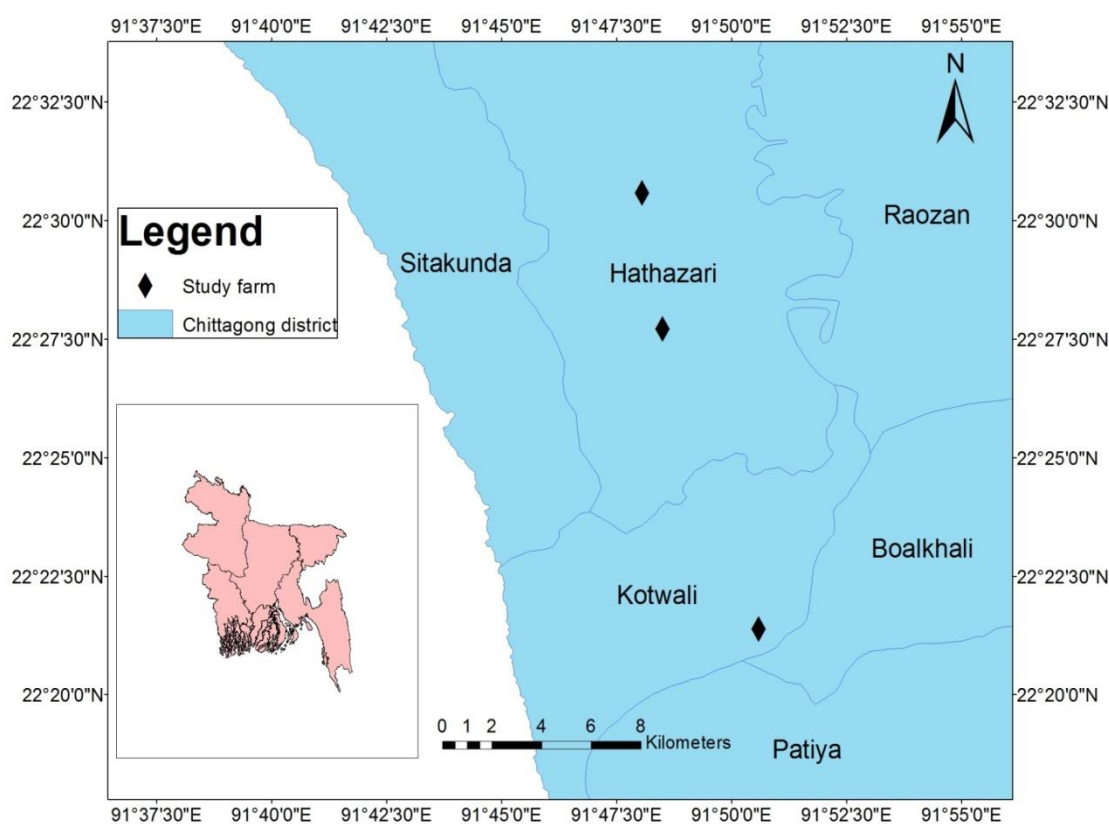 91°37'30"E 91°40'0"E 91°42'30"E 91°45'0"E 91°47'30"E 91°50'0"E 91°52'30"E 91°55'0"E
N
22°32'30"N 22°32'30"N
22°30'0"N 22°30'0"N
Legend
Study farm
Chittagong district
Raozan
Sitakunda
Hathazari
22°27'30"N 22°27'30"N
22°25'0"N 22°25'0"N
Boalkhali
22°22'30"N 22°22'30"N
Kotwali
22°20'0"N 22°20'0"N
0 1 2 4 6 8
Kilometers
Patiya
91°37'30"E 91°40'0"E 91°42'30"E 91°45'0"E 91°47'30"E 91°50'0"E 91°52'30"E 91°55'0"E